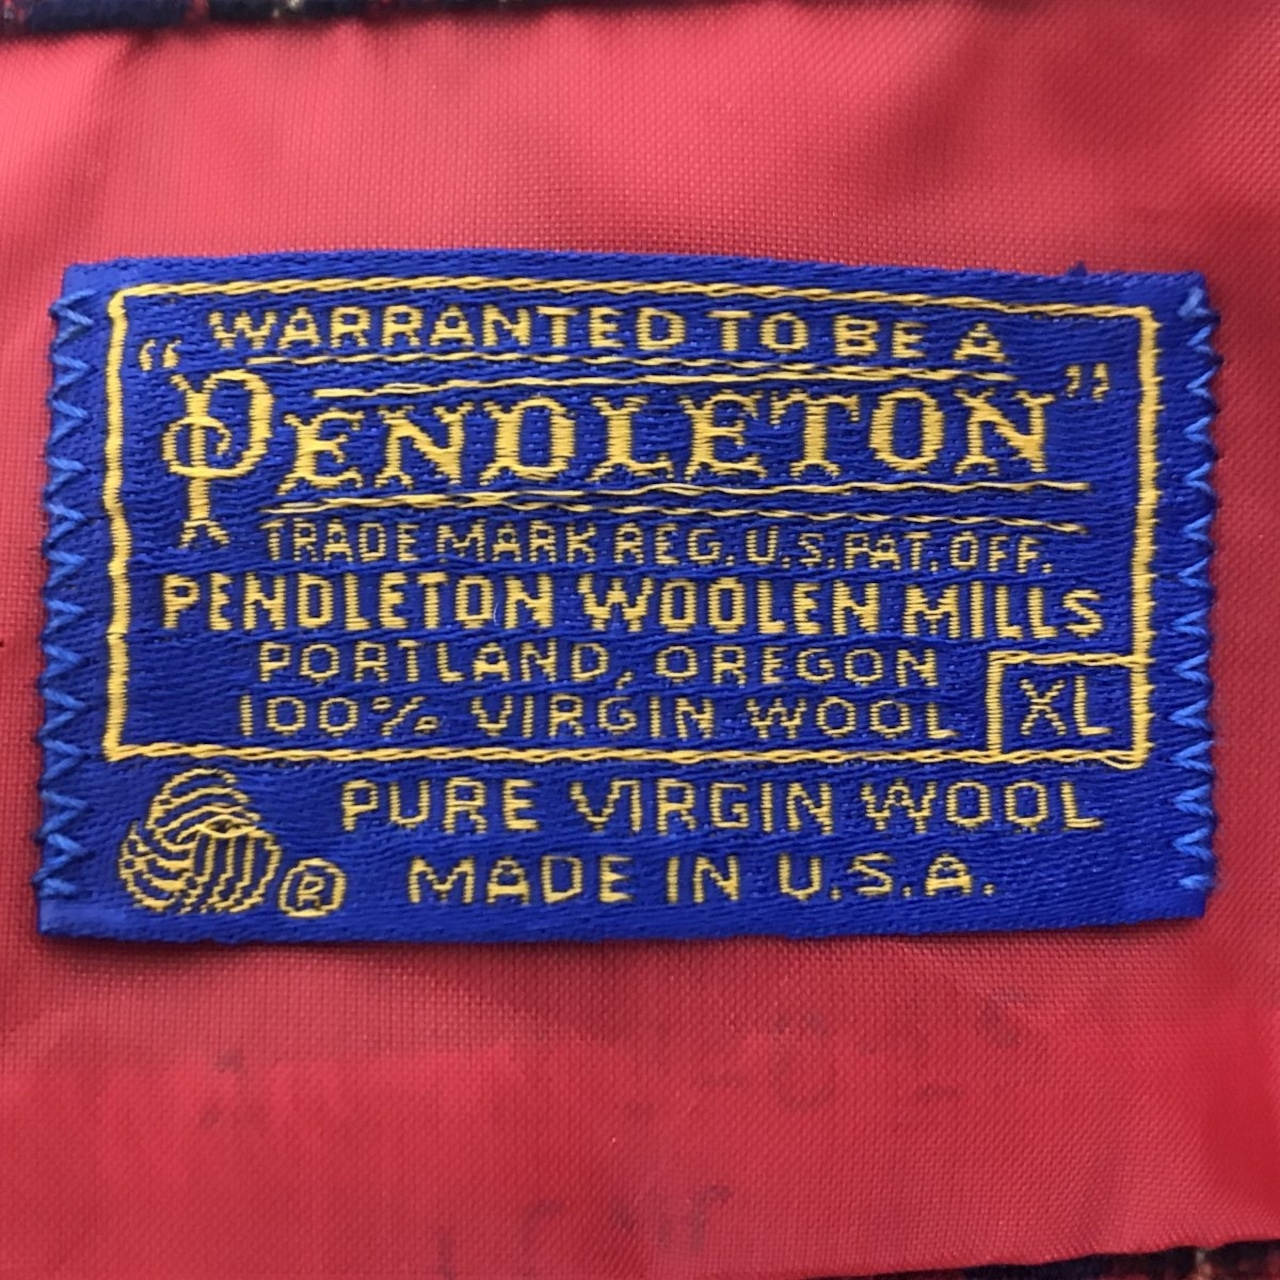 WARRANTED TO BE A
"PENDLETON"
TRADE MARK REG. U.S. PAT. OFF.
PENDLETON WOOLEN MILLS
PORTLAND, OREGON
100% VIRGIN WOOL XL
PURE VIRGIN WOOL
® MADE IN U.S.A.